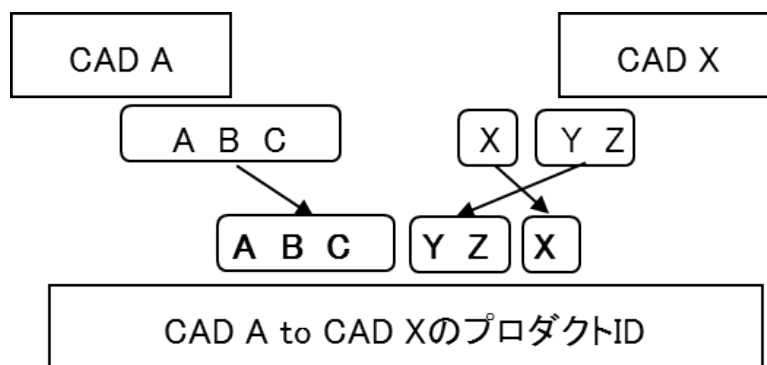 CAD A CAD X
A B C X Y Z
A B C Y Z X
CAD A to CAD XのプロダクトID